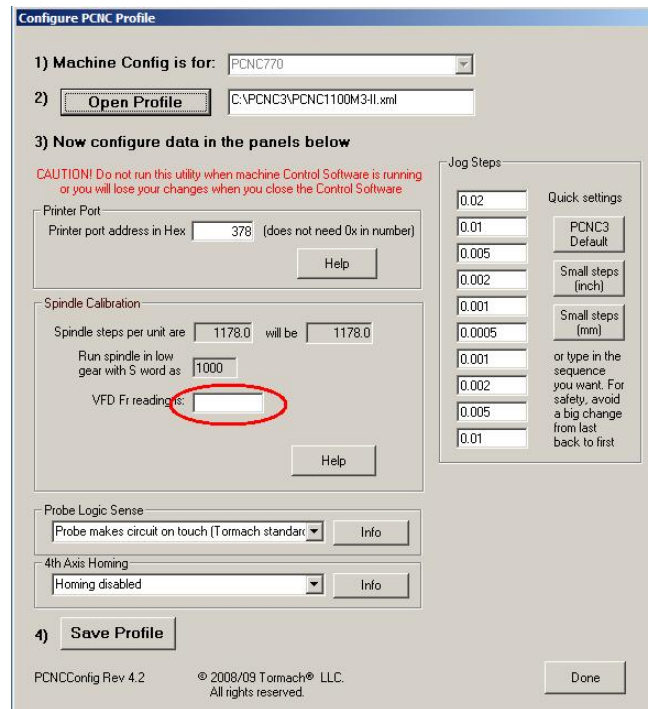 Configure PCNC Profile
1) Machine Config is for: PCNC770
2) Open Profile C:\PCNC3\PCNC1100M3-II.xml
3) Now configure data in the panels below
CAUTION! Do not run this utility when machine Control Software is running
or you will lose your changes when you close the Control Software
Printer Port
Printer port address in Hex 378 (does not need 0x in number)
Help
Spindle Calibration
Spindle steps per unit are 1178.0 will be 1178.0
Run spindle in low
gear with S word as 1000
VFD Fr reading is:
Help
Probe Logic Sense
Probe makes circuit on touch (Tormach standard Info
4th Axis Homing
Homing disabled Info
4) Save Profile
PCNCConfig Rev 4.2 © 2008/09 Tormach® LLC.
All rights reserved.
Jog Steps
0.02
0.01
0.005
0.002
0.001
0.0005
0.001
0.002
0.005
0.01
Quick settings
PCNC3
Default
Small steps
(inch)
Small steps
(mm)
or type in the
sequence
you want. For
safety, avoid
a big change
from last
back to first
Done